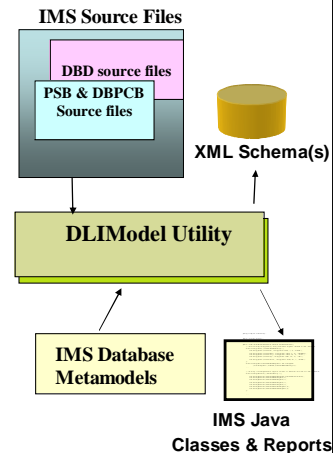 IMS Source Files
DBD source files
PSB & DBPCB
Source files
XML Schema(s)
DLIModel Utility
IMS Database
Metamodels
IMS Java
Classes & Reports